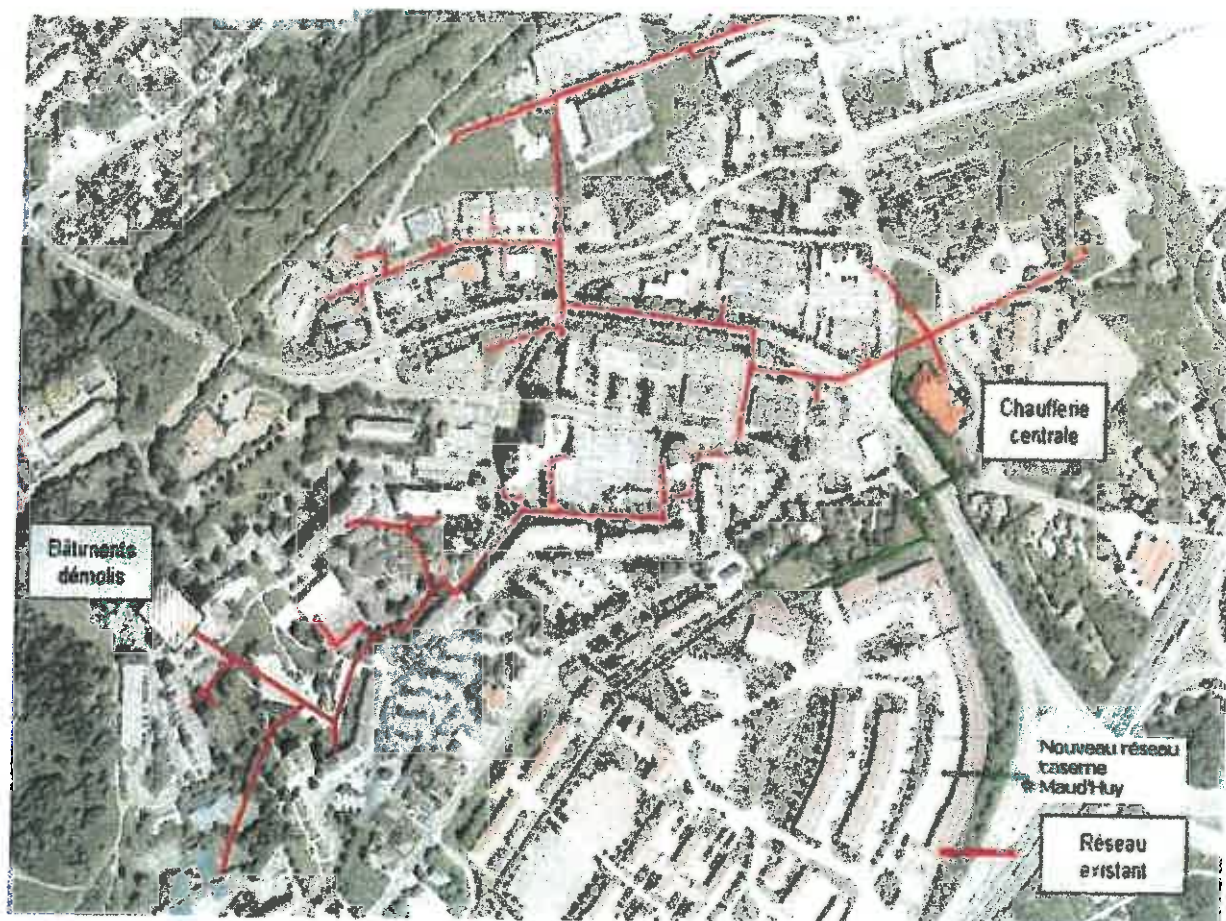 Chaufferie
centrale
Bâtiments
démolis
Nouveau réseau
caserne
Maud'Huy
Réseau
existant